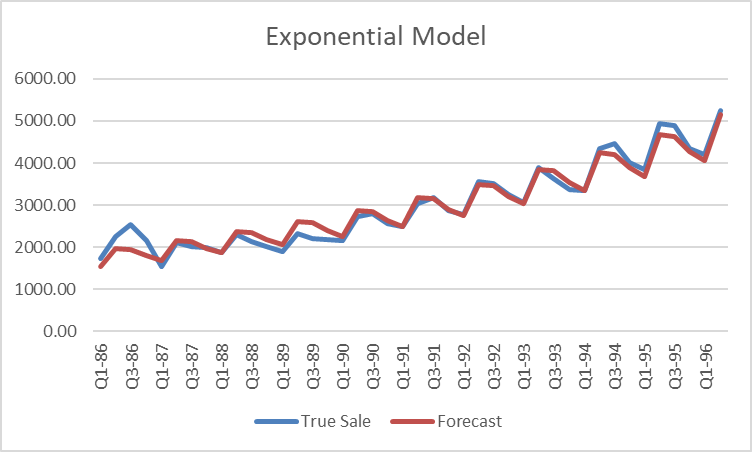 Exponential Model
6000.00
5000.00
4000.00
3000.00
2000.00
1000.00
0.00
Q1-86
Q3-86
Q1-87
Q3-87
Q1-88
Q3-88
Q1-89
Q3-89
Q1-90
Q3-90
Q1-91
Q3-91
Q1-92
Q3-92
Q1-93
Q3-93
Q1-94
Q3-94
Q1-95
Q3-95
Q1-96
True Sale
Forecast